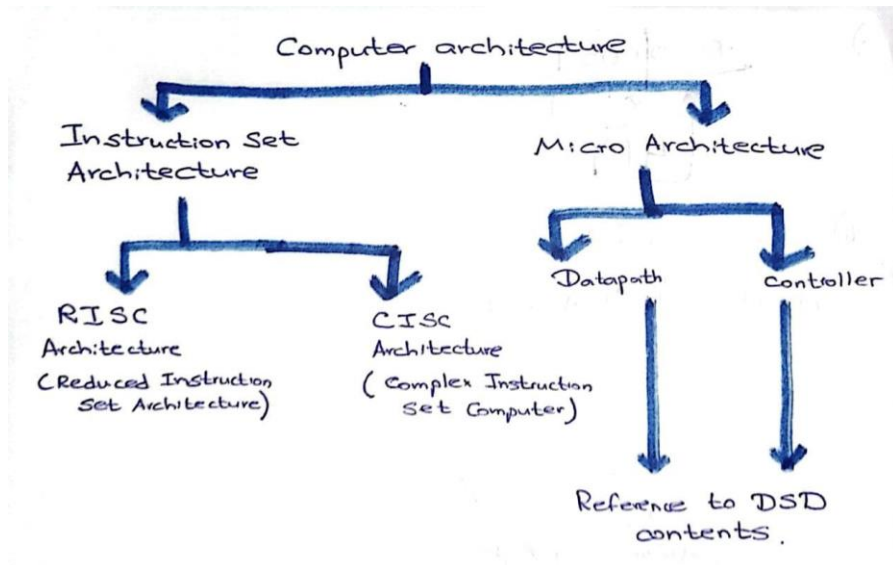 Computer architecture
Instruction Set
Architecture
Micro Architecture
Datapath
Controller
RISC
Architecture
(Reduced Instruction
Set Architecture)
CISC
Architecture
(Complex Instruction
Set Computer)
Reference to DSD
contents.